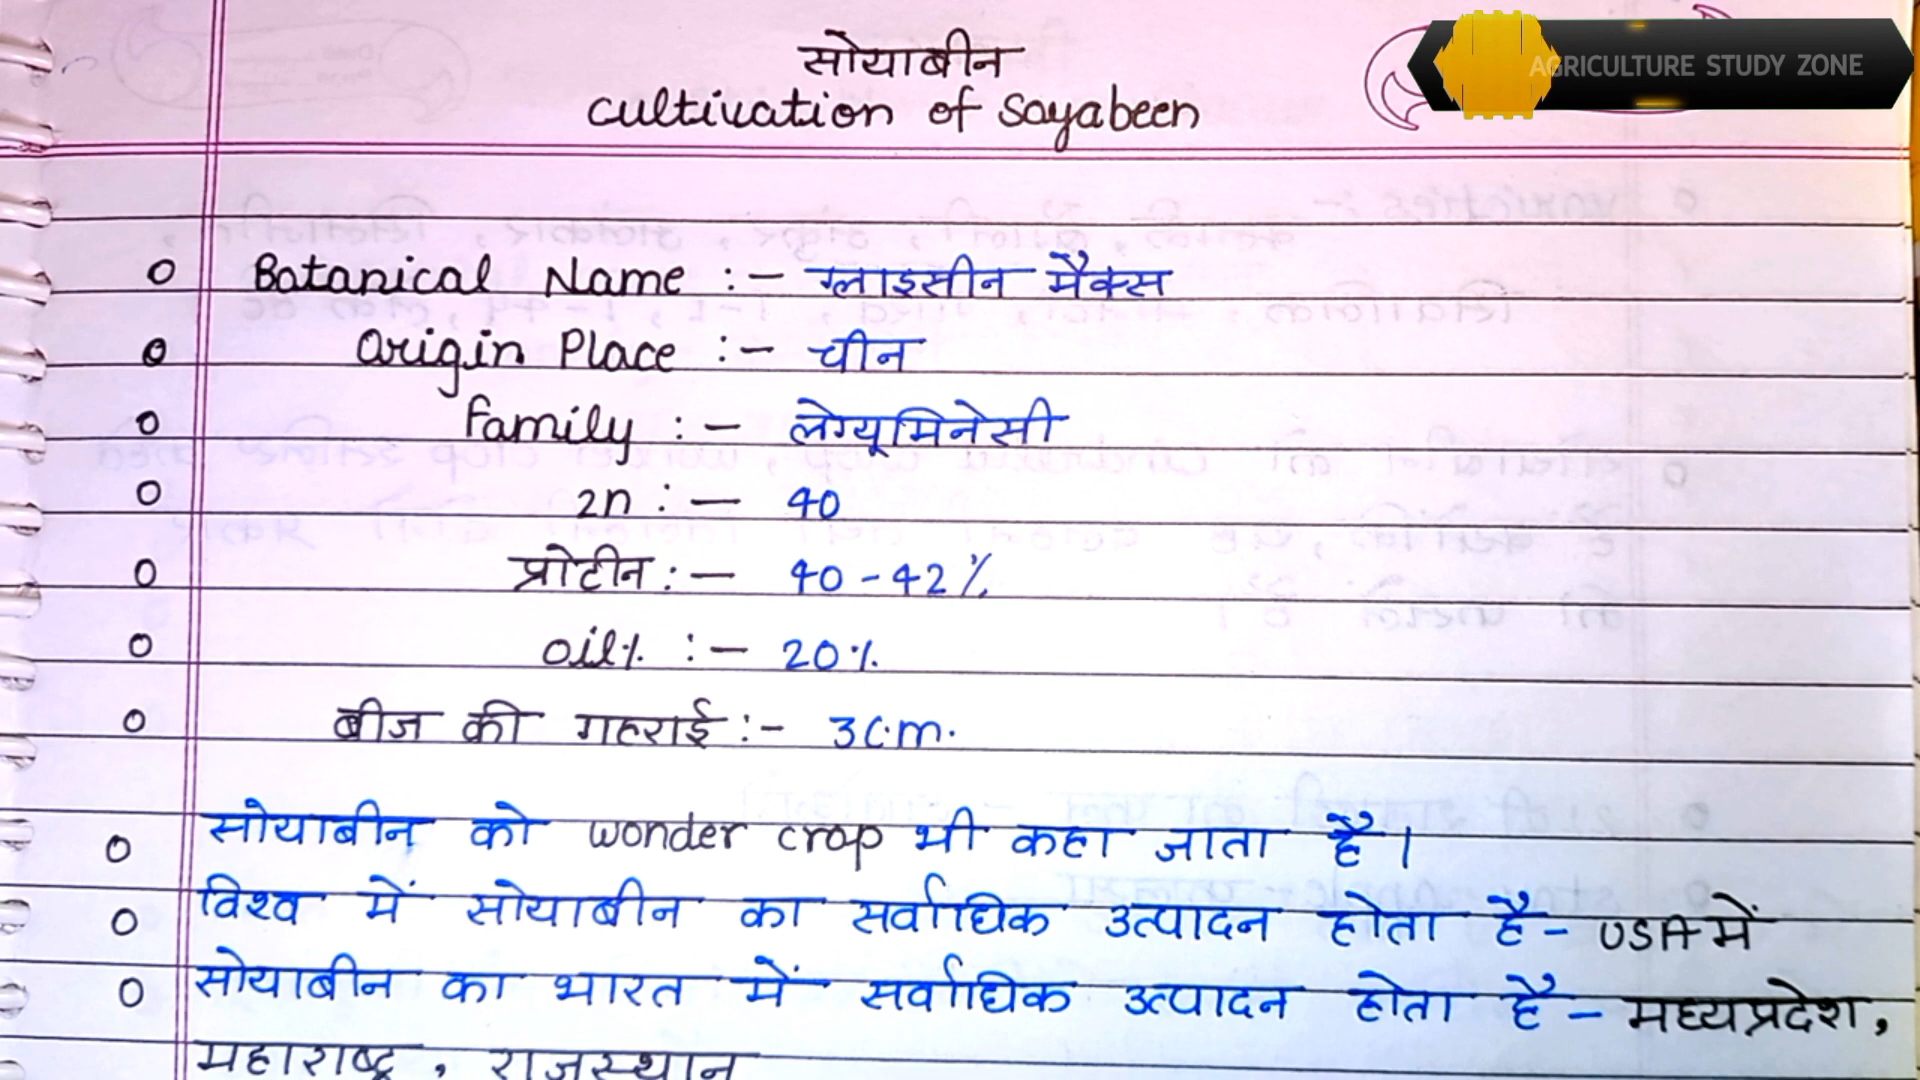 सोयाबीन
AGRICULTURE STUDY ZONE
cultivation of Soyabeen
Botanical Name :- ग्लाइसीन मैक्स
Origin Place :- चीन
Family :- लेग्यूमिनेसी
2n :- 40
प्रोटीन :- 40-42%
oil% :- 20%
बीज की गहराई :- 3c.m.
सोयाबीन को wonder crop भी कहा जाता है।
विश्व में सोयाबीन का सर्वाधिक उत्पादन होता है- USA में
सोयाबीन का भारत में सर्वाधिक उत्पादन होता है- मध्यप्रदेश,
महाराष्ट्र, राजस्थान